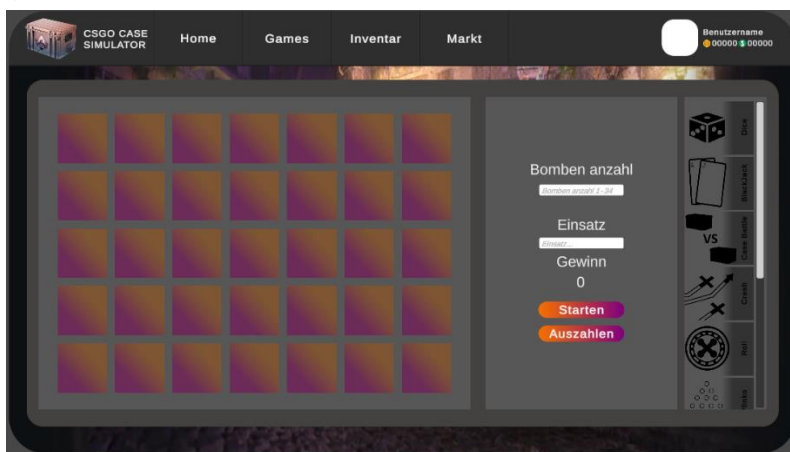 CSGO CASE
SIMULATOR
Home
Games
Inventar
Markt
Benutzername
00000 00000
Bomben anzahl
Bomben anzahl 1-34
Einsatz
Einsatz...
Gewinn
0
Starten
Auszahlen
Dice
BlackJack
VS
Case Battle
Crash
Roll